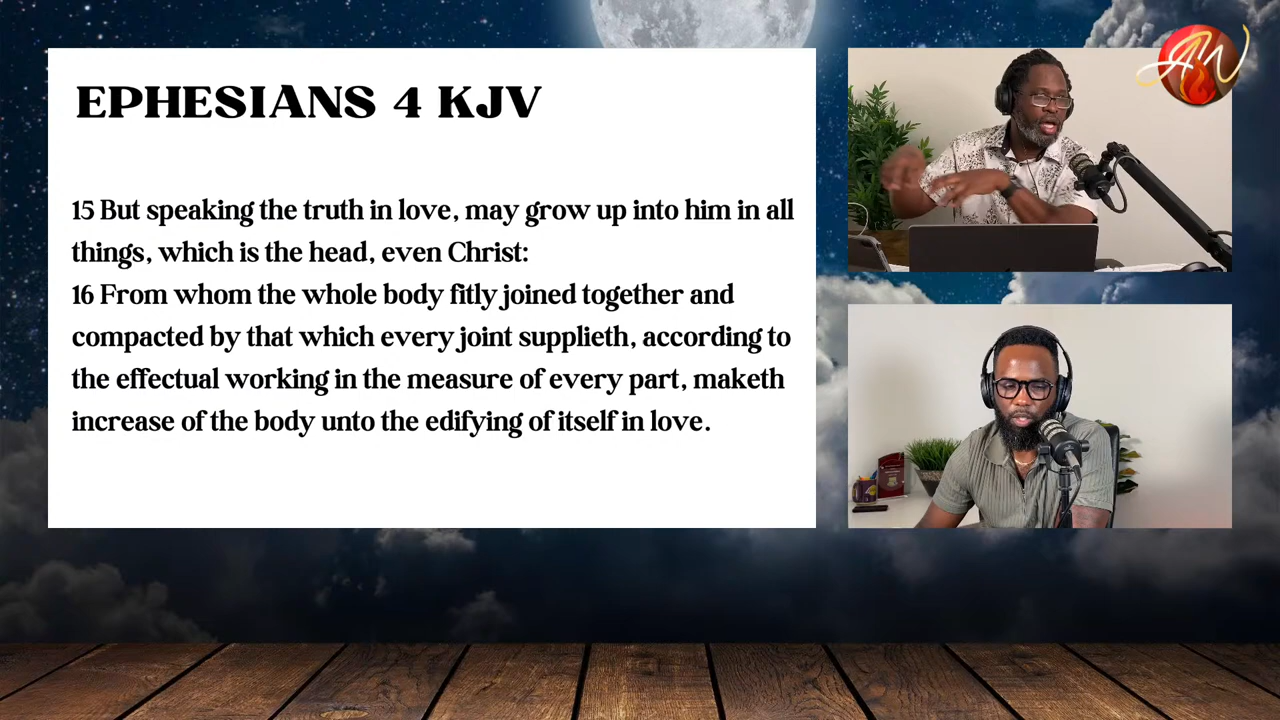 EPHESIANS 4 KJV
15 But speaking the truth in love, may grow up into him in all
things, which is the head, even Christ:
16 From whom the whole body fitly joined together and
compacted by that which every joint supplieth, according to
the effectual working in the measure of every part, maketh
increase of the body unto the edifying of itself in love.
AW